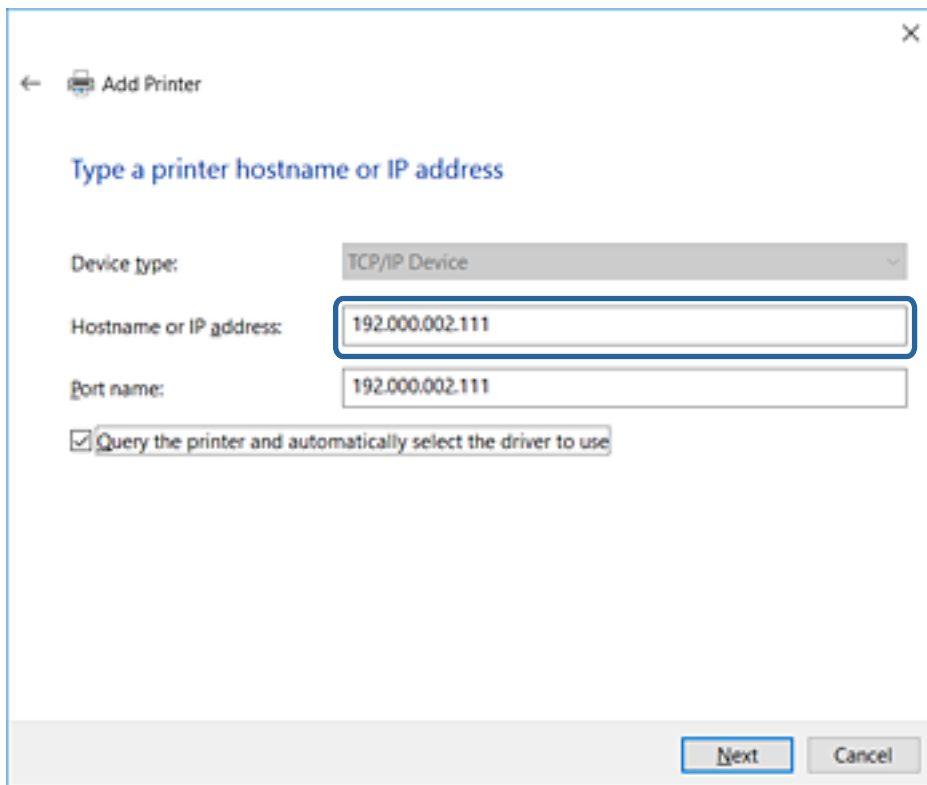 Add Printer
Type a printer hostname or IP address
Device type: TCP/IP Device
Hostname or IP address: 192.000.002.111
Port name: 192.000.002.111
Query the printer and automatically select the driver to use
Next Cancel